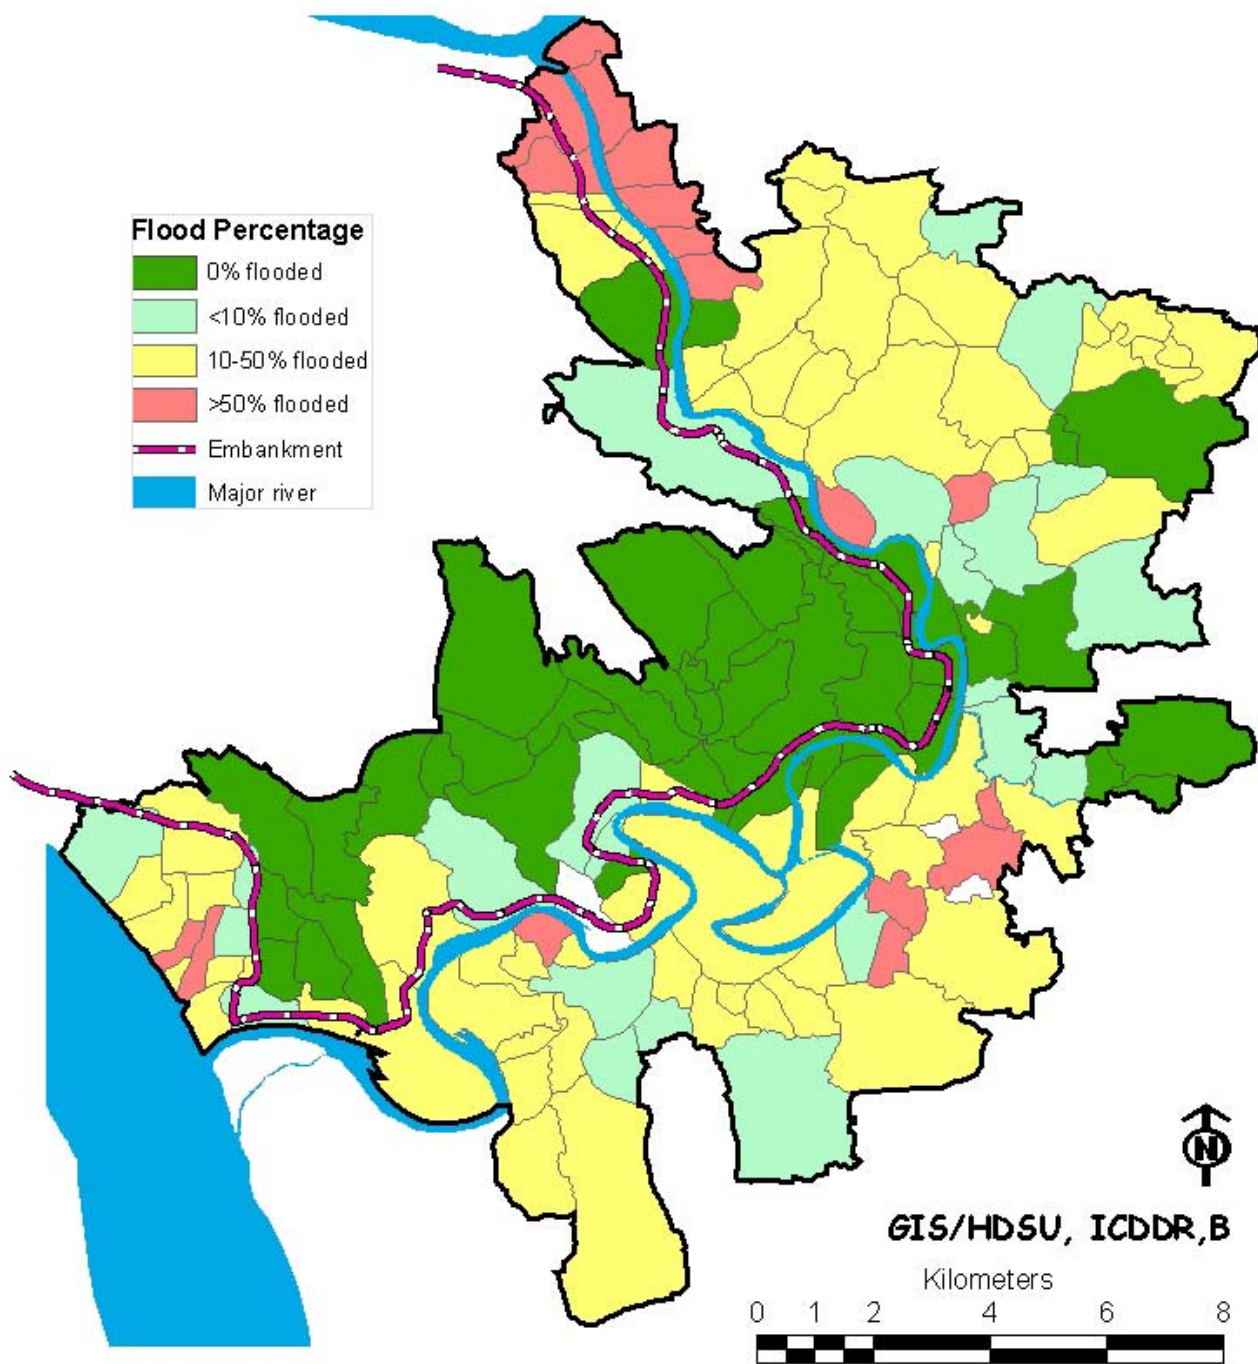 Flood Percentage
0% flooded
<10% flooded
10-50% flooded
>50% flooded
Embankment
Major river
N
GIS/HDSU, ICDDR,B
Kilometers
0 1 2 4 6 8